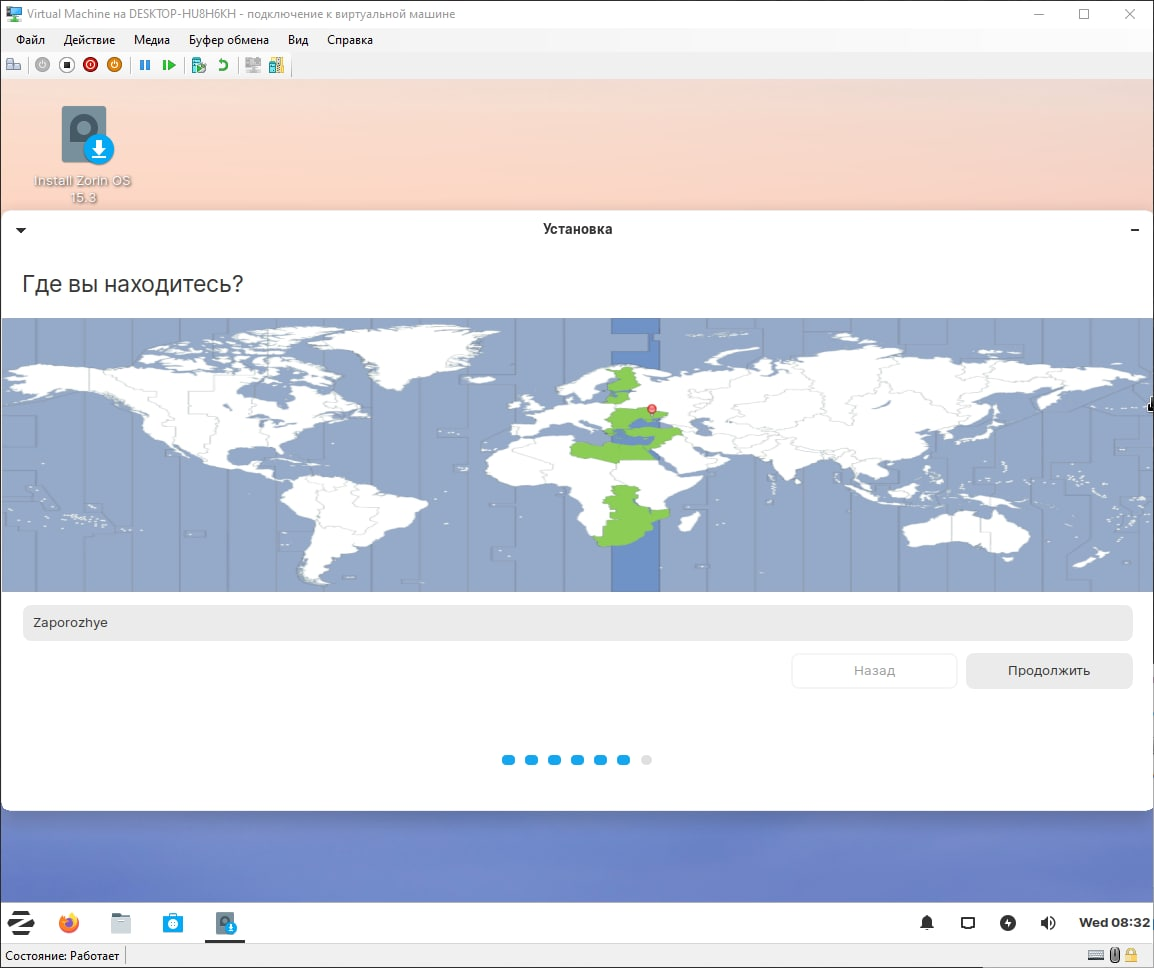 Virtual Machine на DESKTOP-HU8H6KH - подключение к виртуальной машине
Файл Действие Медиа Буфер обмена Вид Справка
Install Zorin OS
15.3
Установка
Где вы находитесь?
Zaporozhye
Назад Продолжить
Wed 08:32
Состояние: Работает